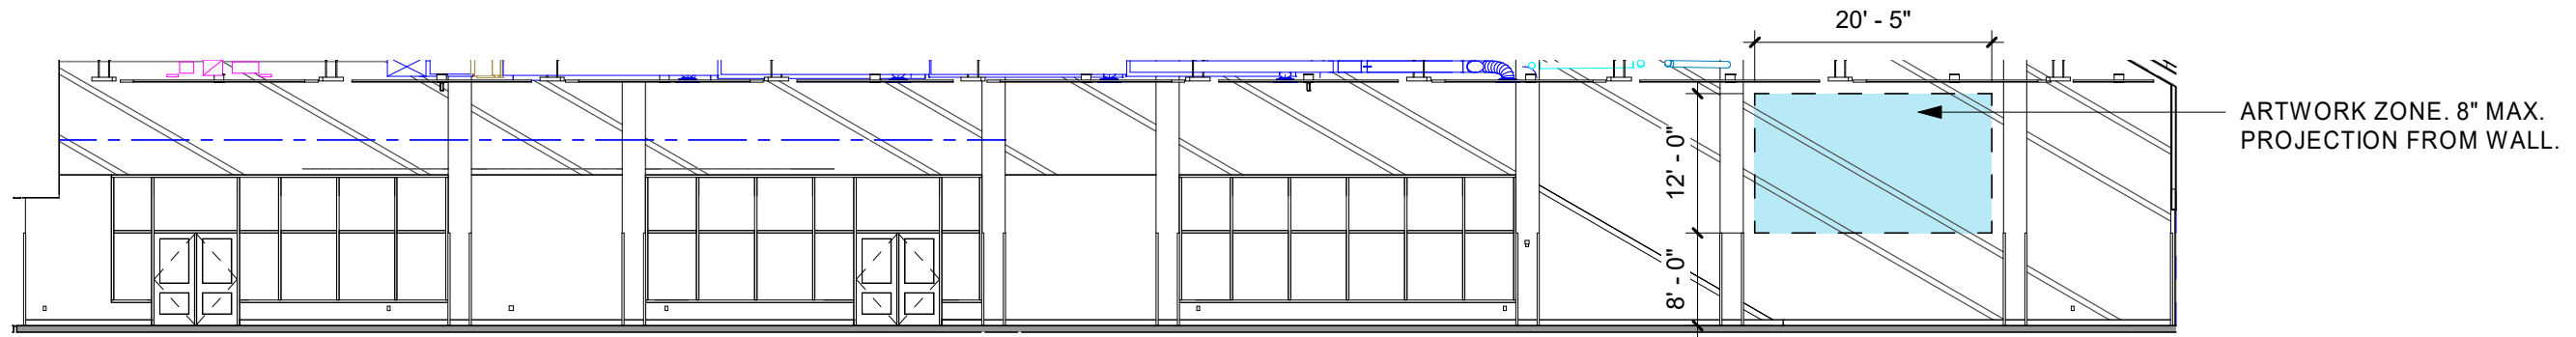 20' - 5"
ARTWORK ZONE. 8" MAX.
PROJECTION FROM WALL.
12' - 0"
8' - 0"